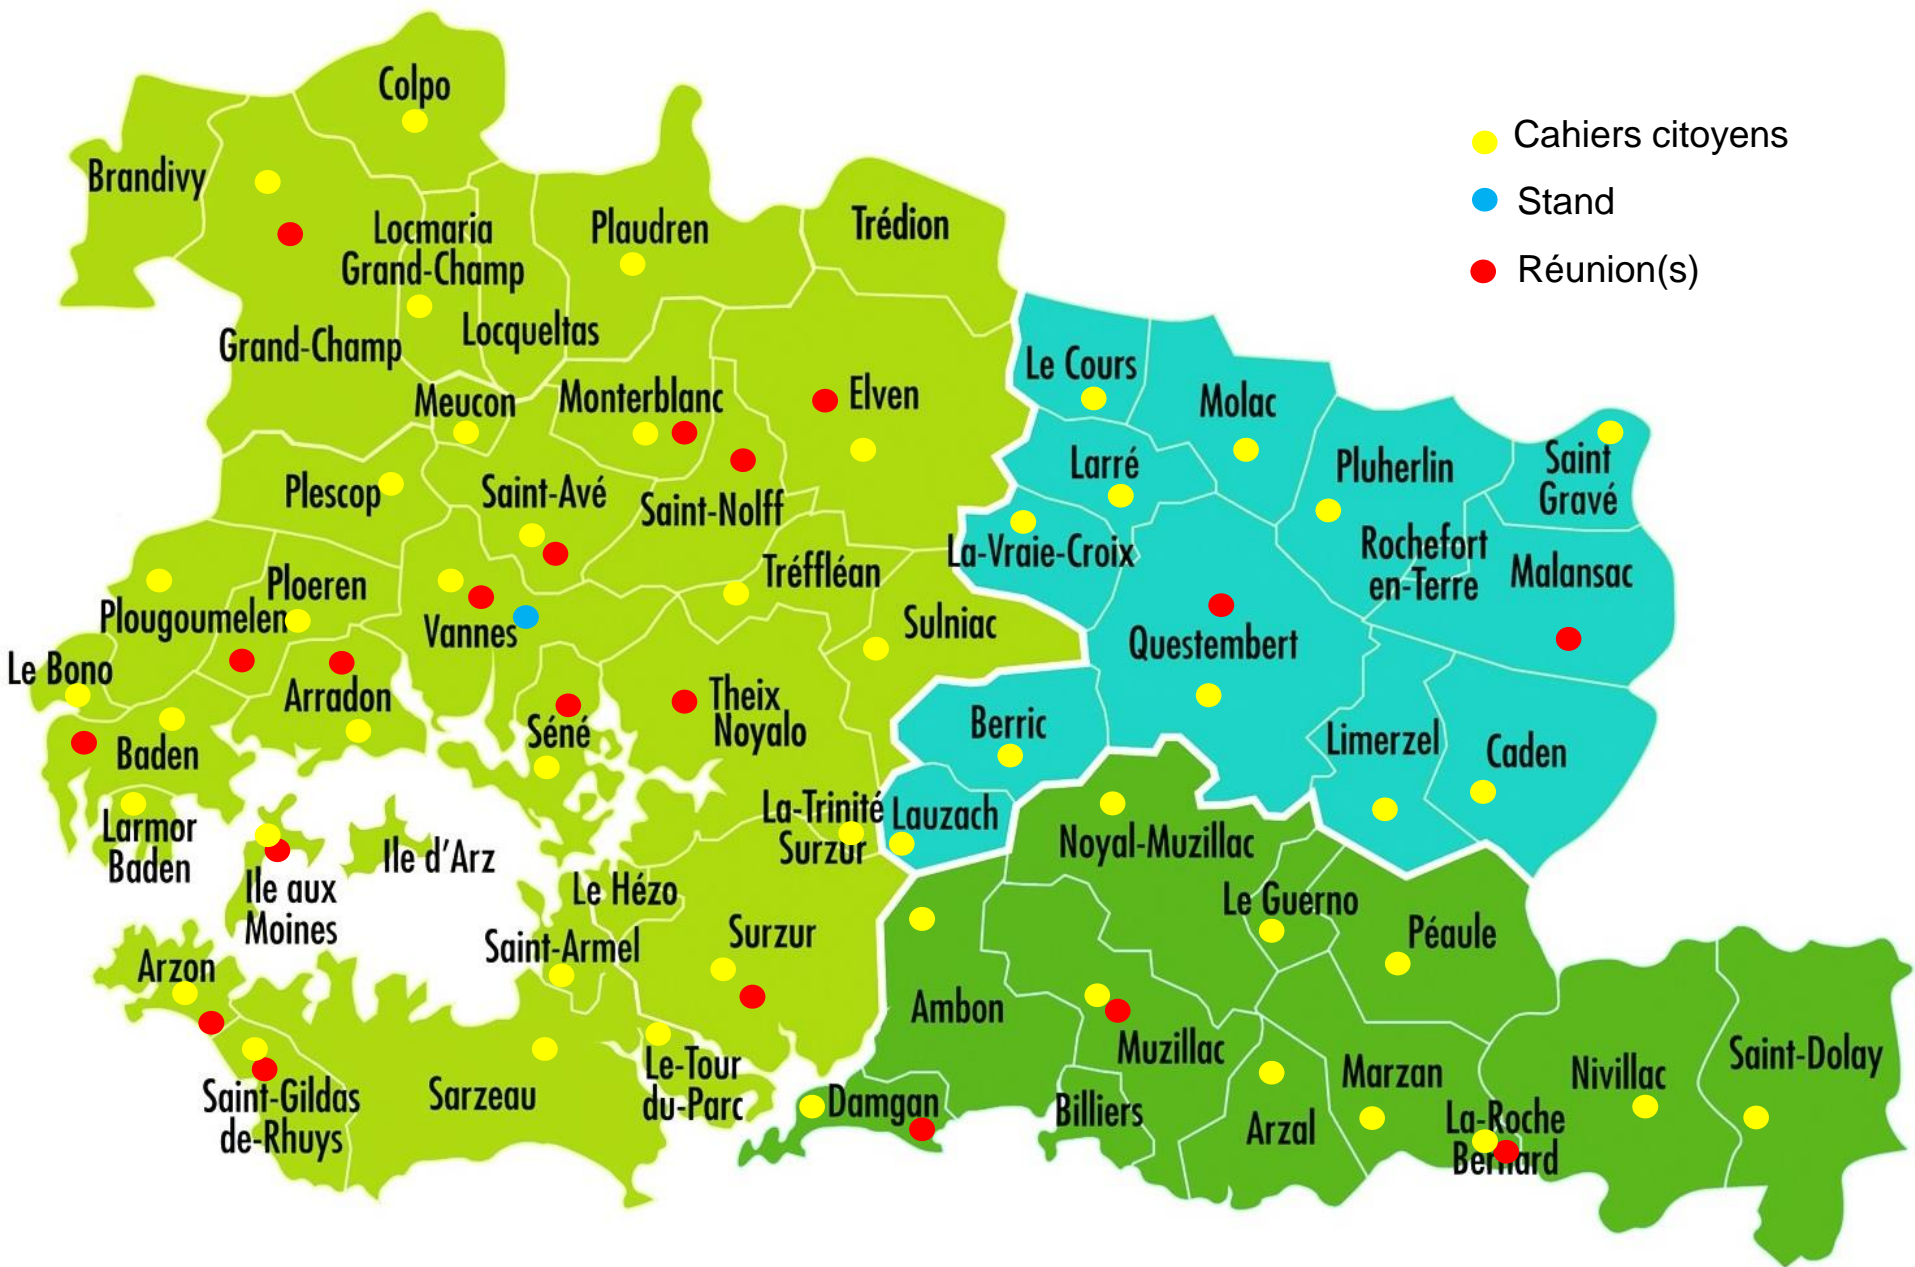 Colpo
Cahiers citoyens
Brandivy
Stand
Locmaria
Grand-Champ
Plaudren
Trédion
Réunion(s)
Grand-Champ
Locqueltas
Le Cours
Meucon
Monterblanc
Elven
Molac
Plescop
Saint-Avé
Saint-Nolff
Larré
Pluherlin
Saint
Gravé
La-Vraie-Croix
Rochefort
en-Terre
Malansac
Ploeren
Tréffléan
Plougoumelen
Vannes
Sulniac
Questembert
Le Bono
Arradon
Theix
Noyalo
Séné
Berric
Limerzel
Caden
Baden
La-Trinité
Surzur
Lauzach
Larmor
Baden
Ile d'Arz
Noyal-Muzillac
Ile aux
Moines
Le Hézo
Le Guerno
Saint-Armel
Surzur
Péaule
Arzon
Ambon
Muzillac
Saint-Dolay
Le-Tour
du-Parc
Marzan
Nivillac
Saint-Gildas
de-Rhuys
Sarzeau
Damgan
Billiers
Arzal
La-Roche
Bernard